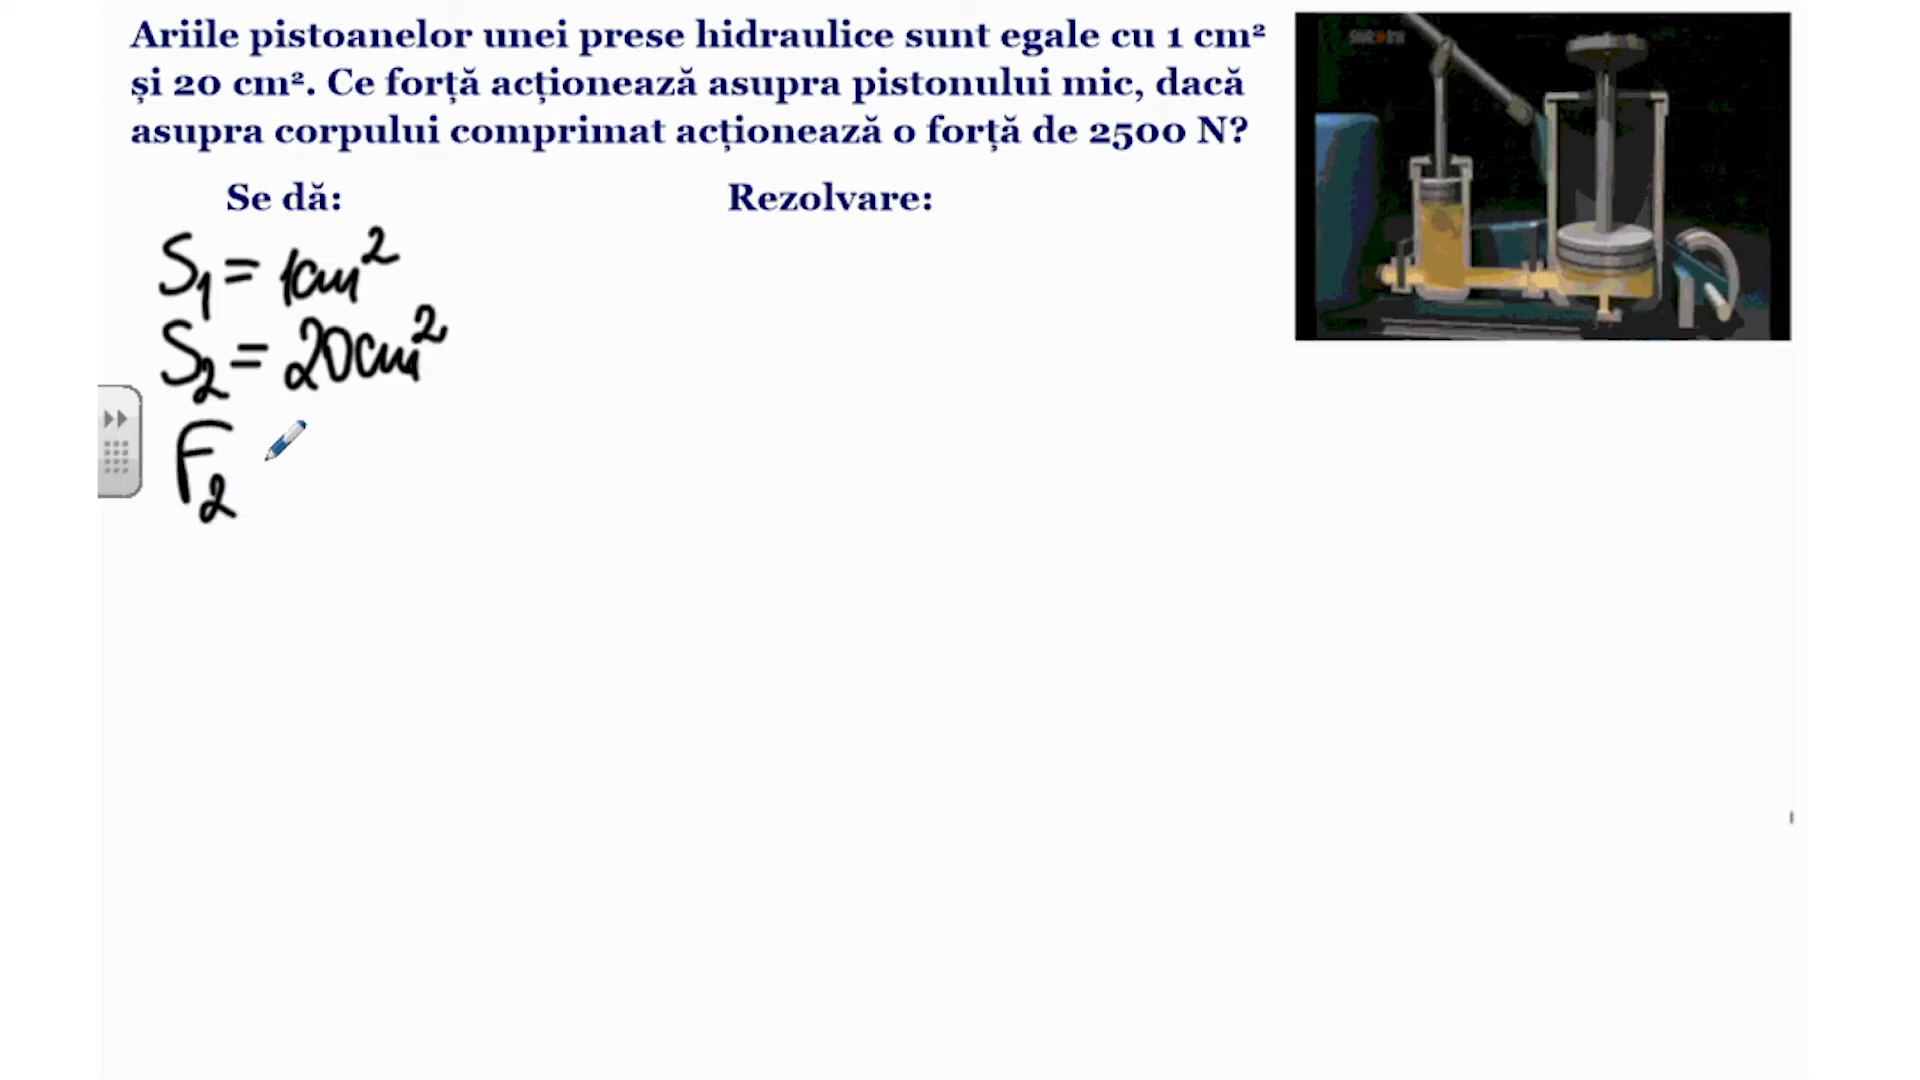 Ariile pistoanelor unei prese hidraulice sunt egale cu 1 cm²
și 20 cm². Ce forță acționează asupra pistonului mic, dacă
asupra corpului comprimat acționează o forță de 2500 N?
Se dă:
Rezolvare:
S₁ = 1cm²
S₂ = 20cm²
F₂